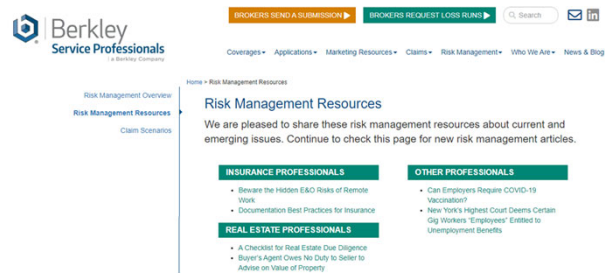 BROKERS SEND A SUBMISSION
BROKERS REQUEST LOSS RUNS
Search
in
Berkley
Service Professionals
a Berkley Company
Coverages
Applications
Marketing Resources
Claims
Risk Management
Who We Are
News & Blog
Home > Risk Management Resources
Risk Management Overview
Risk Management Resources
Claim Scenarios
Risk Management Resources
We are pleased to share these risk management resources about current and
emerging issues. Continue to check this page for new risk management articles.
INSURANCE PROFESSIONALS
• Beware the Hidden E&O Risks of Remote
Work
• Documentation Best Practices for Insurance
REAL ESTATE PROFESSIONALS
• A Checklist for Real Estate Due Diligence
• Buyer's Agent Owes No Duty to Seller to
Advise on Value of Property
OTHER PROFESSIONALS
• Can Employers Require COVID-19
Vaccination?
• New York's Highest Court Deems Certain
Gig Workers "Employees" Entitled to
Unemployment Benefits